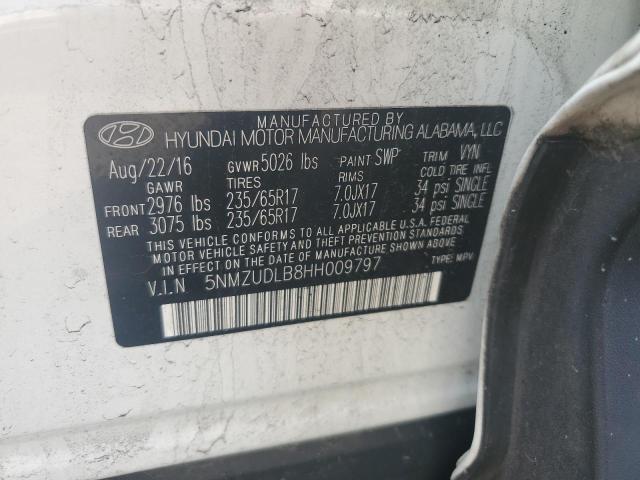 MANUFACTURED BY
HYUNDAI MOTOR MANUFACTURING ALABAMA, LLC
Aug/22/16 GVWR 5026 lbs PAINT SWP TRIM VYN
GAWR TIRES RIMS COLD TIRE INFL
FRONT 2976 lbs 235/65R17 7.0JX17 34 psi SINGLE
REAR 3075 lbs 235/65R17 7.0JX17 34 psi SINGLE
THIS VEHICLE CONFORMS TO ALL APPLICABLE U.S.A. FEDERAL
MOTOR VEHICLE SAFETY STANDARDS IN EFFECT ON THE
DATE OF MANUFACTURE SHOWN ABOVE.
V.I.N 5NMZUDLB8HH009797 TYPE: MPV